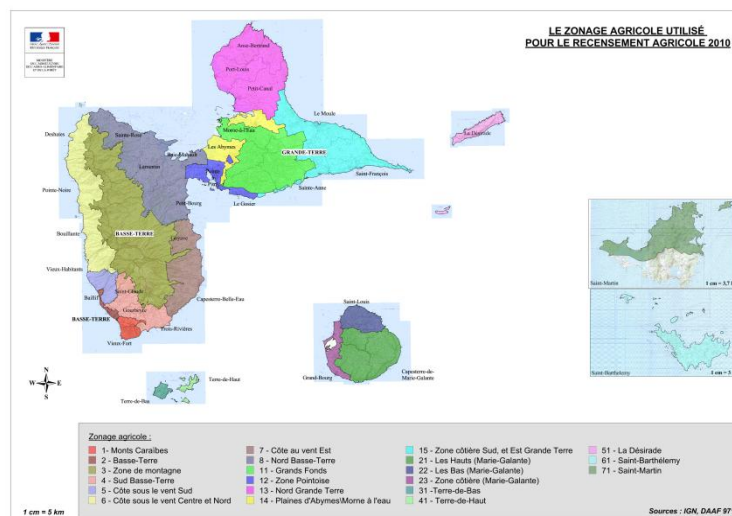 LE ZONAGE AGRICOLE UTILISÉ
POUR LE RECENSEMENT AGRICOLE 2010
Anse-Bertrand
Port-Louis
Petit-Canal
Le Moule
La Désirade
Deshaies
Sainte-Rose
Morne-à-l'Eau
Les Abymes
GRANDE-TERRE
Lamentin
Saint-François
Pointe-Noire
Sainte-Anne
Le Gosier
Petit-Bourg
BASSE-TERRE
Bouillante
Vieux-Habitants
Saint-Claude
Baillif
Capesterre-Belle-Eau
Gourbeyre
BASSE-TERRE
Trois-Rivières
Vieux-Fort
Saint-Martin
1 cm = 3,7
Saint-Louis
Grand-Bourg
Capesterre-
de-Marie-Galante
Saint-Barthélemy
1 cm = 3
N
W E
S
Terre-de-Haut
Terre-de-Bas
Zonage agricole :
1- Monts Caraïbes
2 - Basse-Terre
3 - Zone de montagne
4 - Sud Basse-Terre
5 - Côte sous le vent Sud
6 - Côte sous le vent Centre et Nord
7 - Côte au vent Est
8 - Nord Basse-Terre
11 - Grands Fonds
12 - Zone Pointoise
13 - Nord Grande Terre
14 - Plaines d'Abymes\Morne à l'eau
15 - Zone côtière Sud, et Est Grande Terre
21 - Les Hauts (Marie-Galante)
22 - Les Bas (Marie-Galante)
23 - Zone côtière (Marie-Galante)
31 -Terre-de-Bas
41 - Terre-de-Haut
51 - La Désirade
61 - Saint-Barthélemy
71 - Saint-Martin
1 cm = 5 km
Sources : IGN, DAAF 971